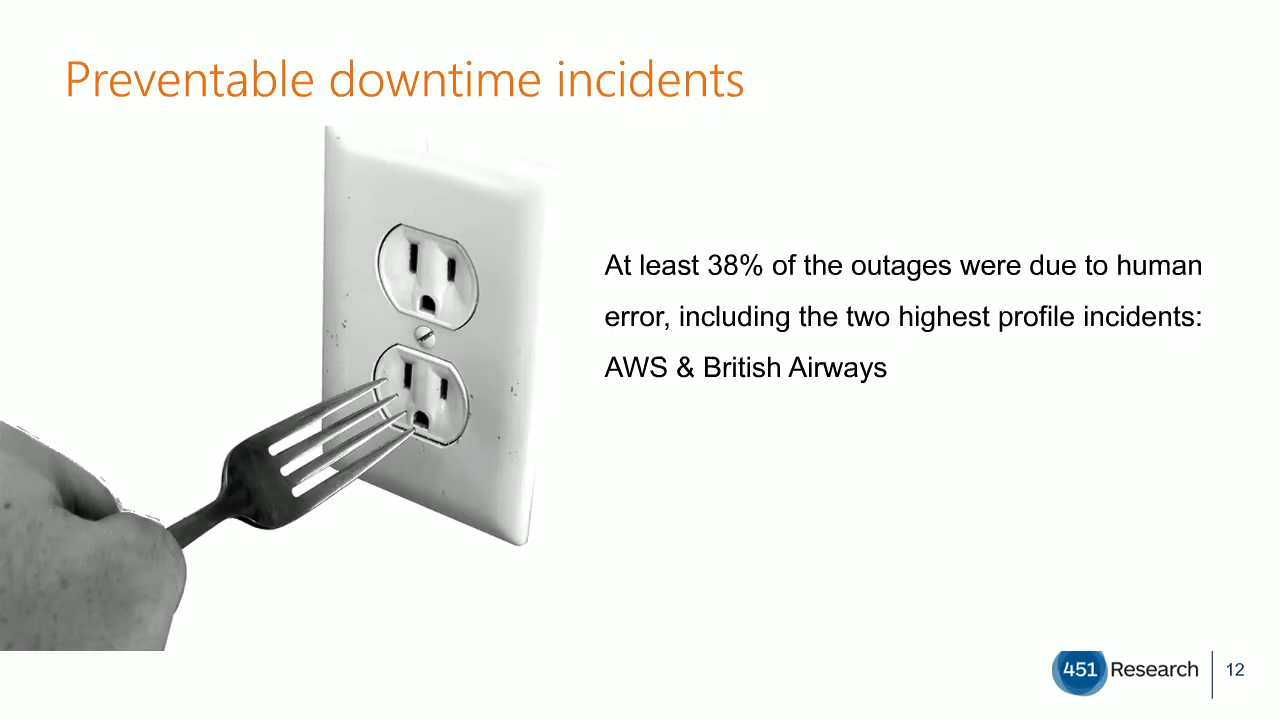 Preventable downtime incidents
At least 38% of the outages were due to human
error, including the two highest profile incidents:
AWS & British Airways
451 Research
12